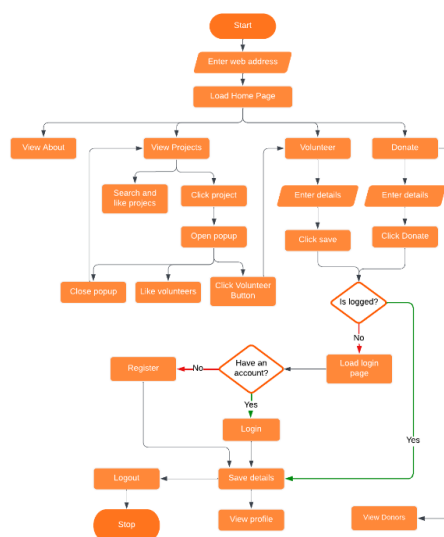 Start
Enter web address
Load Home Page
View About
View Projects
Volunteer
Donate
Search and
like projecs
Click project
Enter details
Enter details
Open popup
Click save
Click Donate
Close popup
Like volunteers
Click Volunteer
Button
Is logged?
No
Load login
page
Have an
account?
No
Register
Yes
Login
Yes
Logout
Save details
Stop
View profile
View Donors